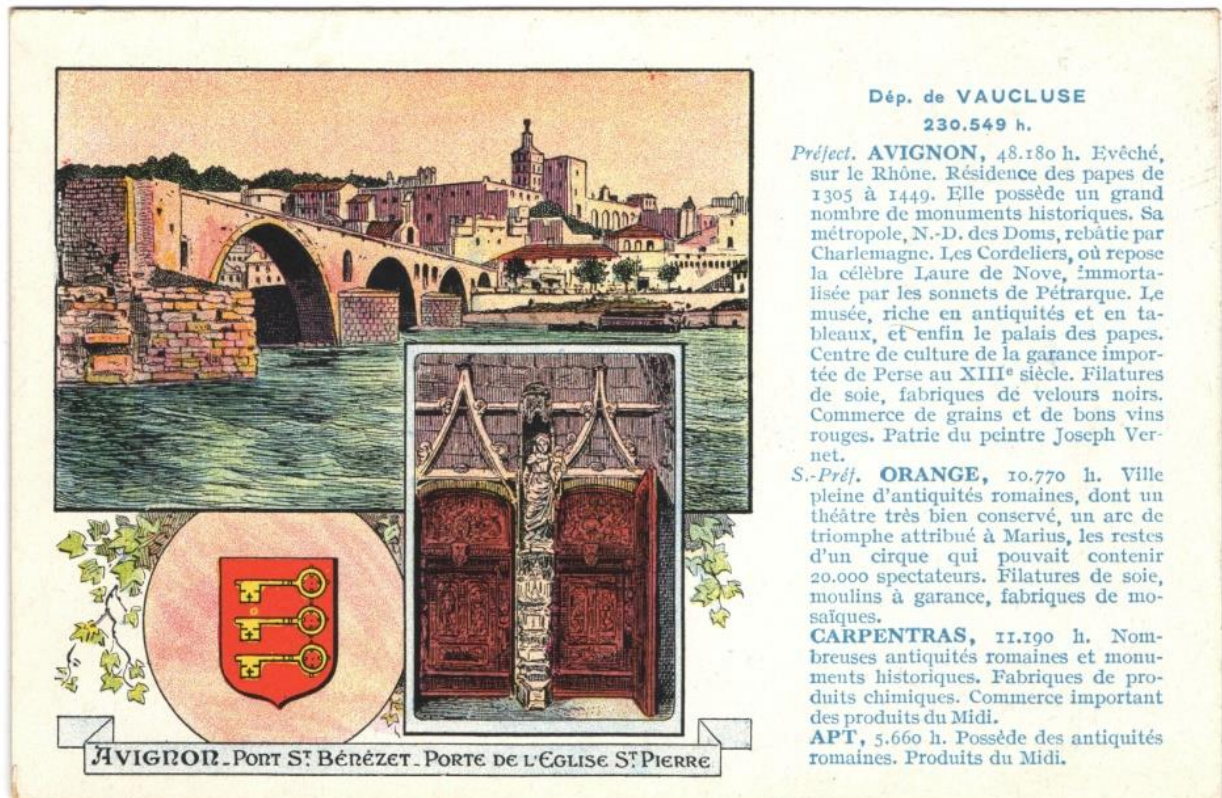 Dép. de VAUCLUSE
230.549 h.
Préfect. AVIGNON, 48.180 h. Evêché,
sur le Rhône. Résidence des papes de
1305 à 1449. Elle possède un grand
nombre de monuments historiques. Sa
métropole, N.-D. des Doms, rebâtie par
Charlemagne. Les Cordeliers, où repose
la célèbre Laure de Nove, immorta-
lisée par les sonnets de Pétrarque. Le
musée, riche en antiquités et en ta-
bleaux, et enfin le palais des papes.
Centre de culture de la garance impor-
tée de Perse au XIIIe siècle. Filatures
de soie, fabriques de velours noirs.
Commerce de grains et de bons vins
rouges. Patrie du peintre Joseph Ver-
net.
S.-Préf. ORANGE, 10.770 h. Ville
pleine d'antiquités romaines, dont un
théâtre très bien conservé, un arc de
triomphe attribué à Marius, les restes
d'un cirque qui pouvait contenir
20.000 spectateurs. Filatures de soie,
moulins à garance, fabriques de mo-
saïques.
CARPENTRAS, 11.190 h. Nom-
breuses antiquités romaines et monu-
ments historiques. Fabriques de pro-
duits chimiques. Commerce important
des produits du Midi.
APT, 5.660 h. Possède des antiquités
romaines. Produits du Midi.
AVIGNON_PONT ST BÉNÉZET_PORTE DE L'EGLISE ST PIERRE